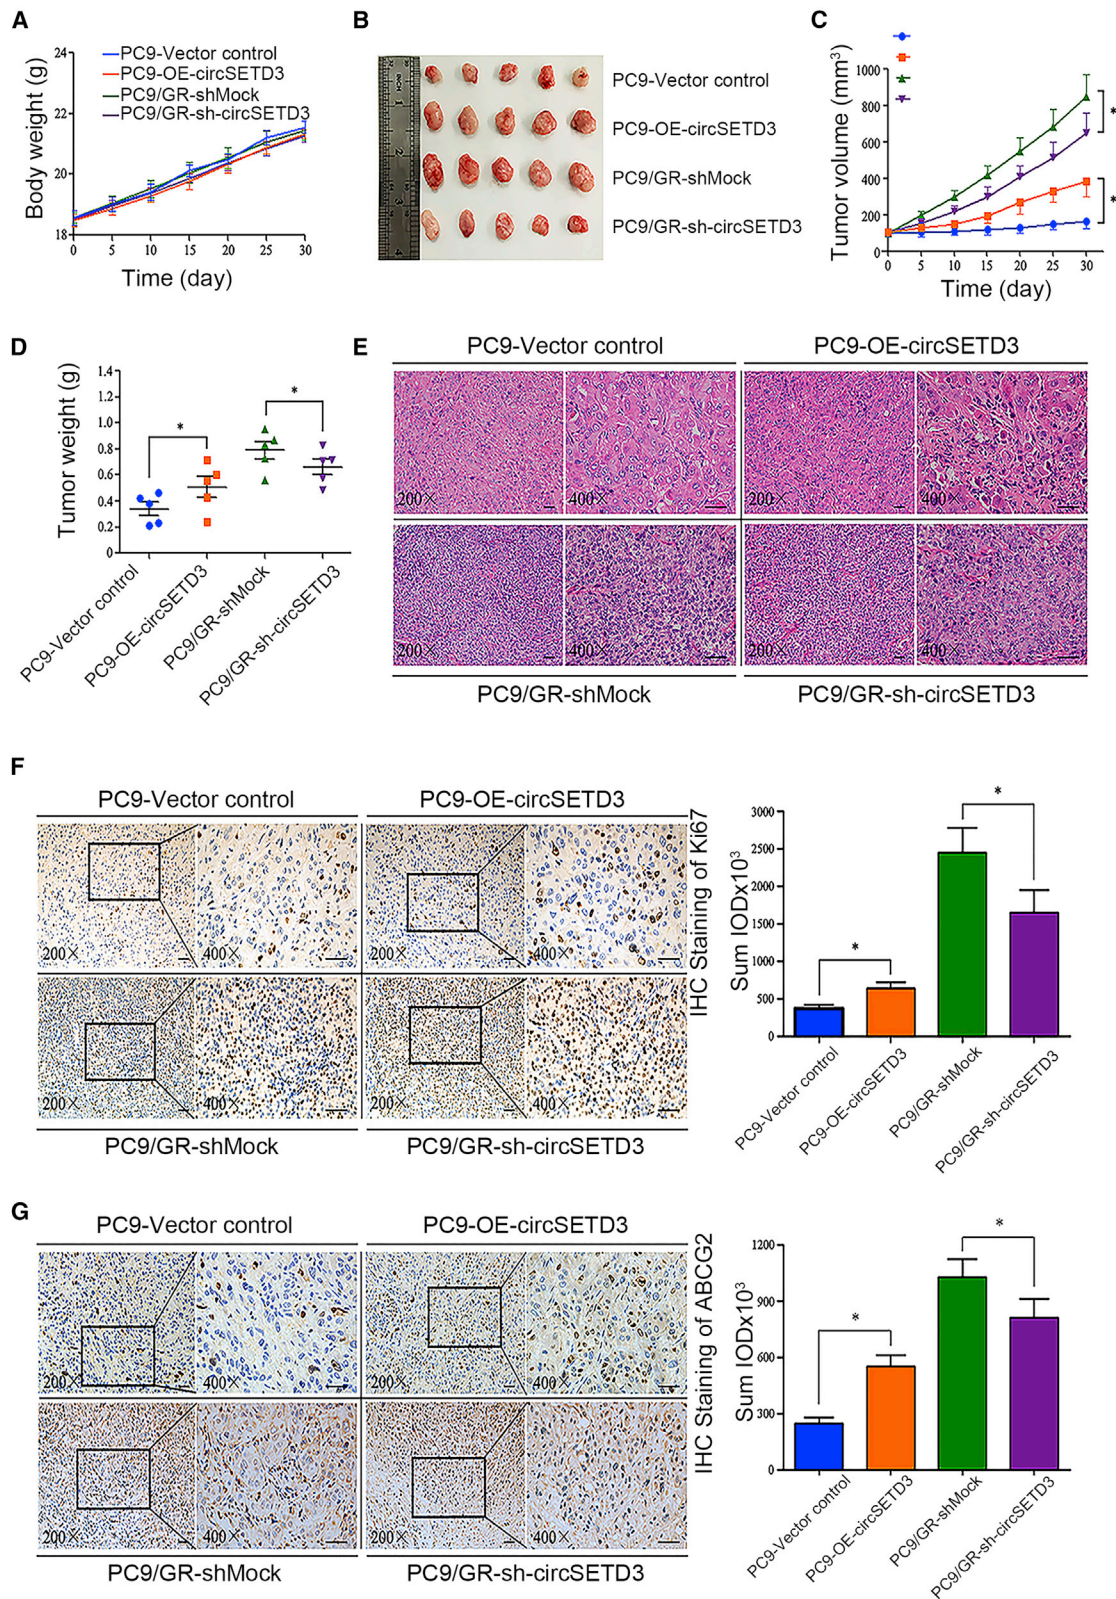 A
Body weight (g)
24
22
20
18
PC9-Vector control
PC9-OE-circSETD3
PC9/GR-shMock
PC9/GR-sh-circSETD3
0 5 10 15 20 25 30
Time (day)
B
INCH
1
2
3
4
PC9-Vector control
PC9-OE-circSETD3
PC9/GR-shMock
PC9/GR-sh-circSETD3
C
Tumor volume (mm3)
1000
800
600
400
200
0
*
*
0 5 10 15 20 25 30
Time (day)
D
Tumor weight (g)
1.4
1.2
1.0
0.8
0.6
0.4
0.2
0
*
*
PC9-Vector control
PC9-OE-circSETD3
PC9/GR-shMock
PC9/GR-sh-circSETD3
E
PC9-Vector control PC9-OE-circSETD3
200× 400× 200× 400×
200× 400× 200× 400×
PC9/GR-shMock PC9/GR-sh-circSETD3
F
PC9-Vector control PC9-OE-circSETD3
200× 400× 200× 400×
200× 400× 200× 400×
PC9/GR-shMock PC9/GR-sh-circSETD3
IHC Staining of Ki67
Sum IODx103
3000
2500
2000
1500
1000
500
0
*
*
PC9-Vector control
PC9-OE-circSETD3
PC9/GR-shMock
PC9/GR-sh-circSETD3
G
PC9-Vector control PC9-OE-circSETD3
200× 400× 200× 400×
200× 400× 200× 400×
PC9/GR-shMock PC9/GR-sh-circSETD3
IHC Staining of ABCG2
Sum IODx103
1200
900
600
300
0
*
*
PC9-Vector control
PC9-OE-circSETD3
PC9/GR-shMock
PC9/GR-sh-circSETD3